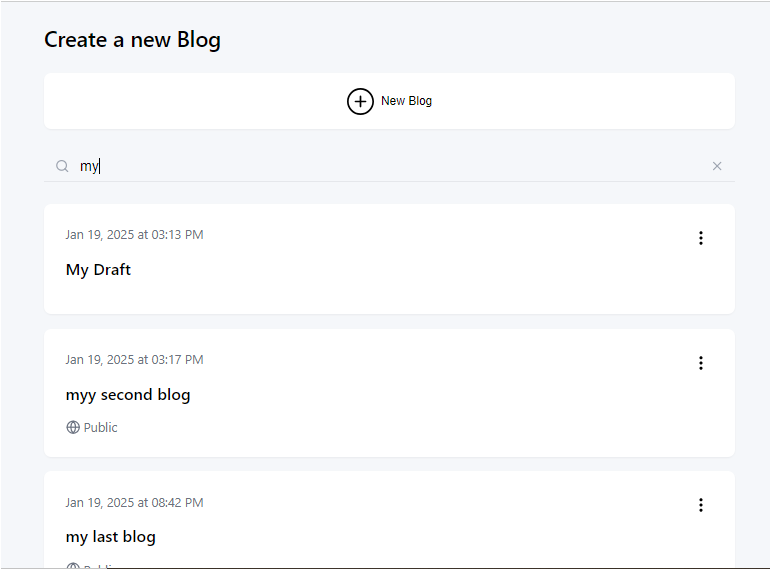 Create a new Blog
New Blog
my
Jan 19, 2025 at 03:13 PM
My Draft
Jan 19, 2025 at 03:17 PM
myy second blog
Public
Jan 19, 2025 at 08:42 PM
my last blog